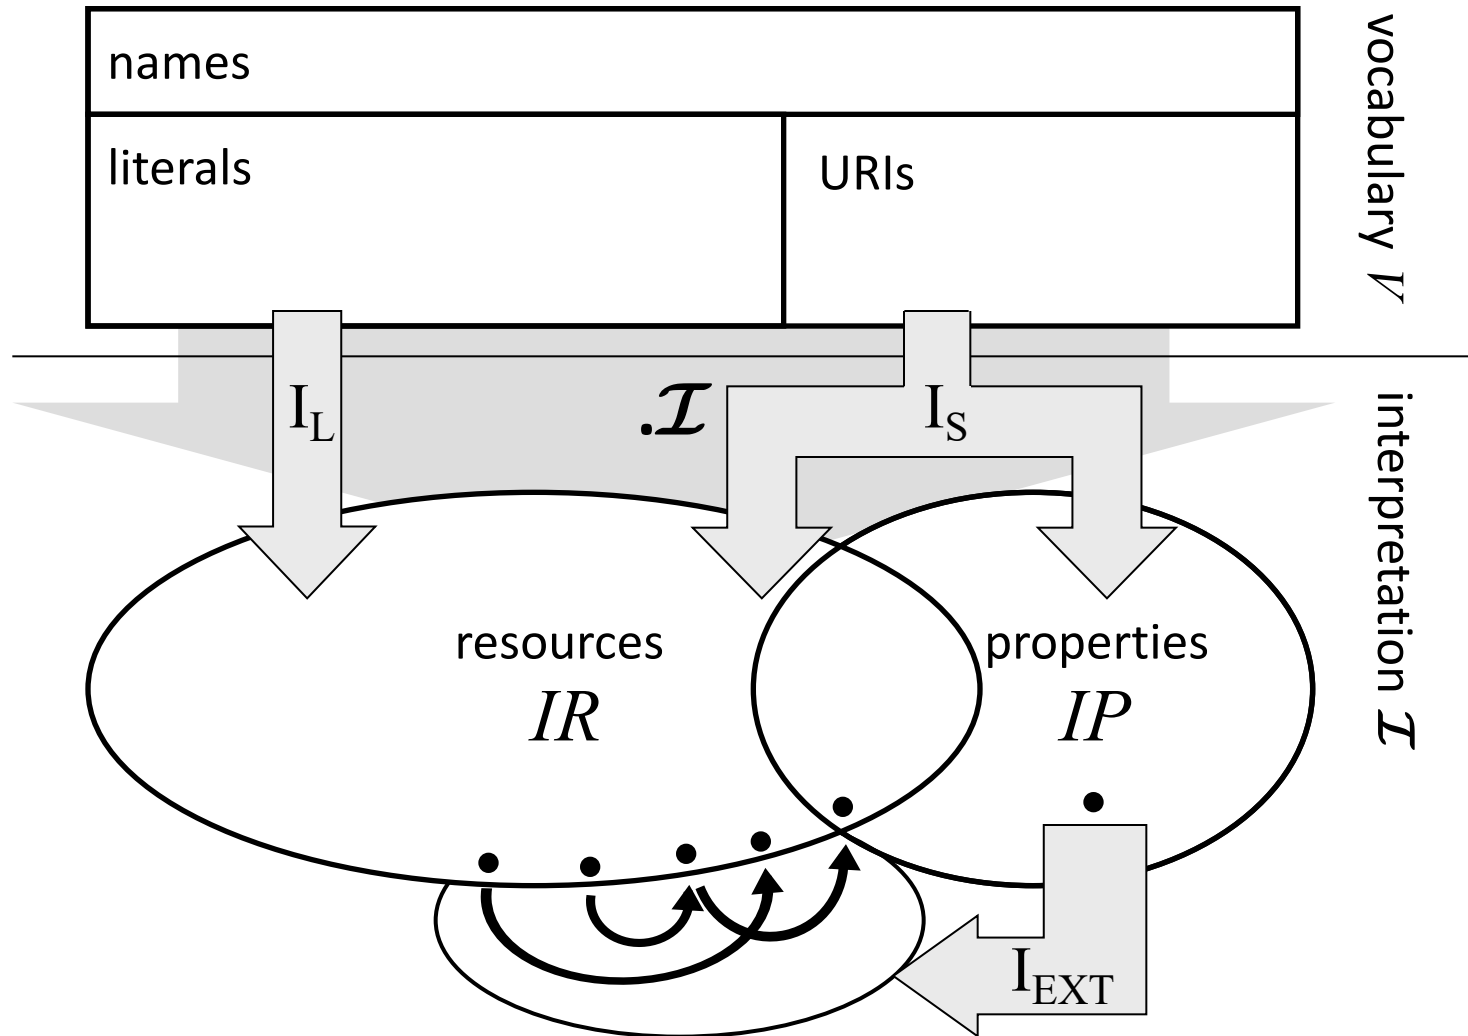 names
literals
URIs
vocabulary V
I_L
.ℐ
I_S
interpretation ℐ
resources
IR
properties
IP
I_EXT